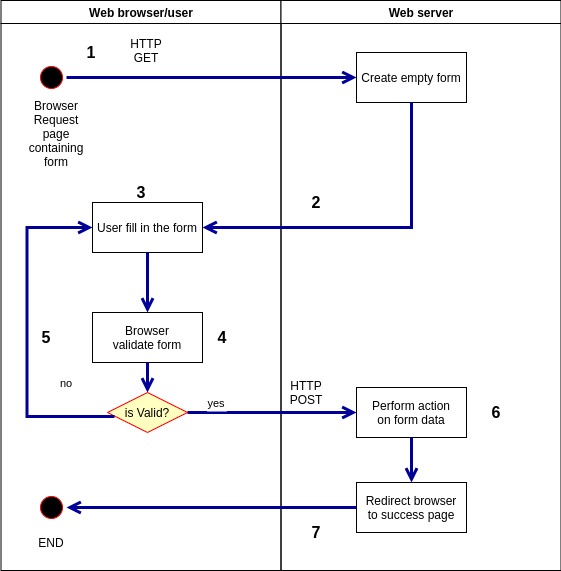 Web browser/user
Web server
1
HTTP
GET
Browser
Request
page
containing
form
Create empty form
2
3
User fill in the form
Browser
validate form
4
5
no
is Valid?
yes
HTTP
POST
Perform action
on form data
6
Redirect browser
to success page
7
END